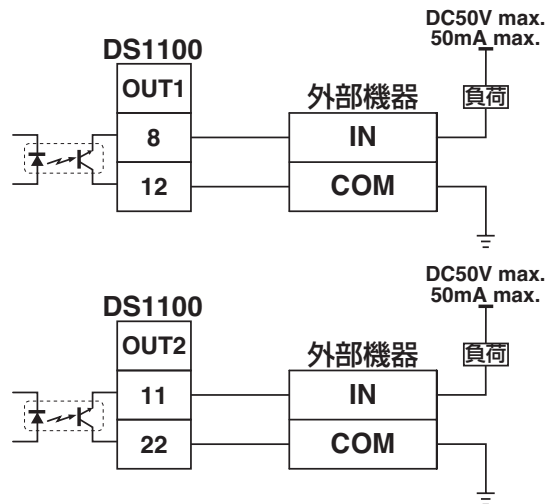 DC50V max.
50mA max.
DS1100
OUT1
外部機器
負荷
8
IN
12
COM
DC50V max.
50mA max.
DS1100
OUT2
外部機器
負荷
11
IN
22
COM